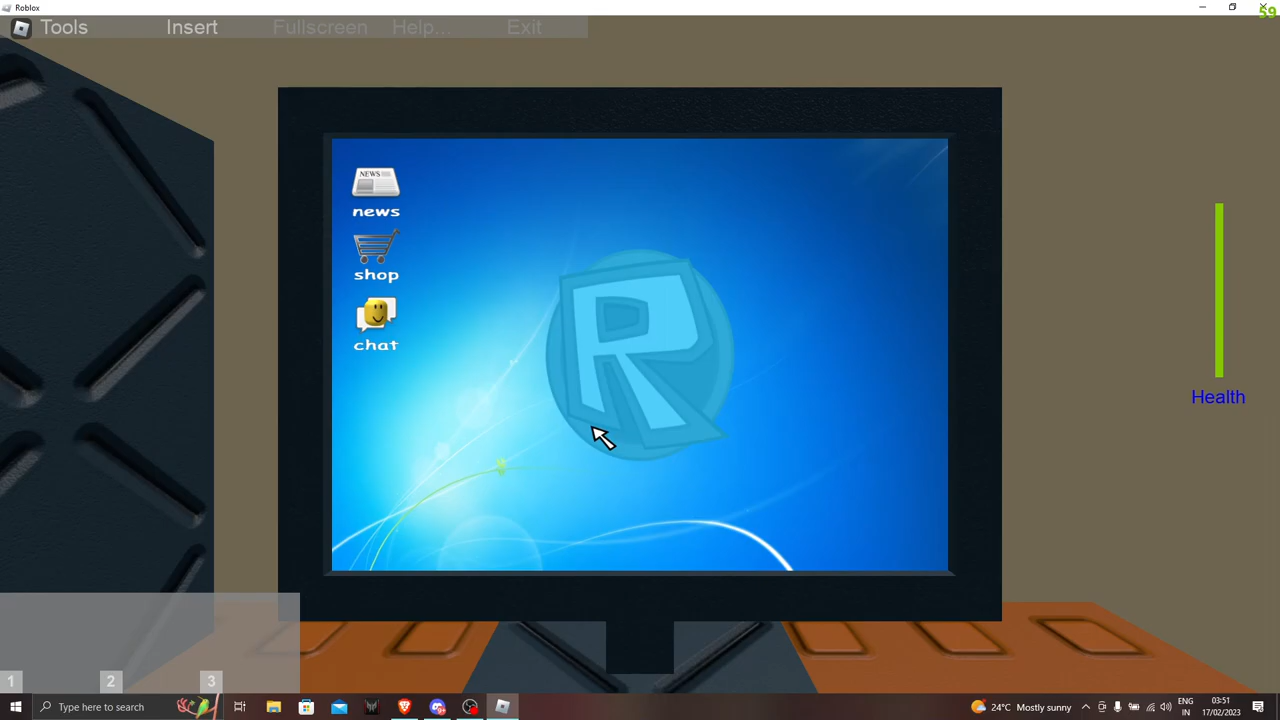 Roblox
59
Tools Insert Fullscreen Help... Exit
NEWS
news
shop
chat
R
Health
1 2 3
Type here to search
24°C Mostly sunny
ENG
IN
03:51
17/02/2023